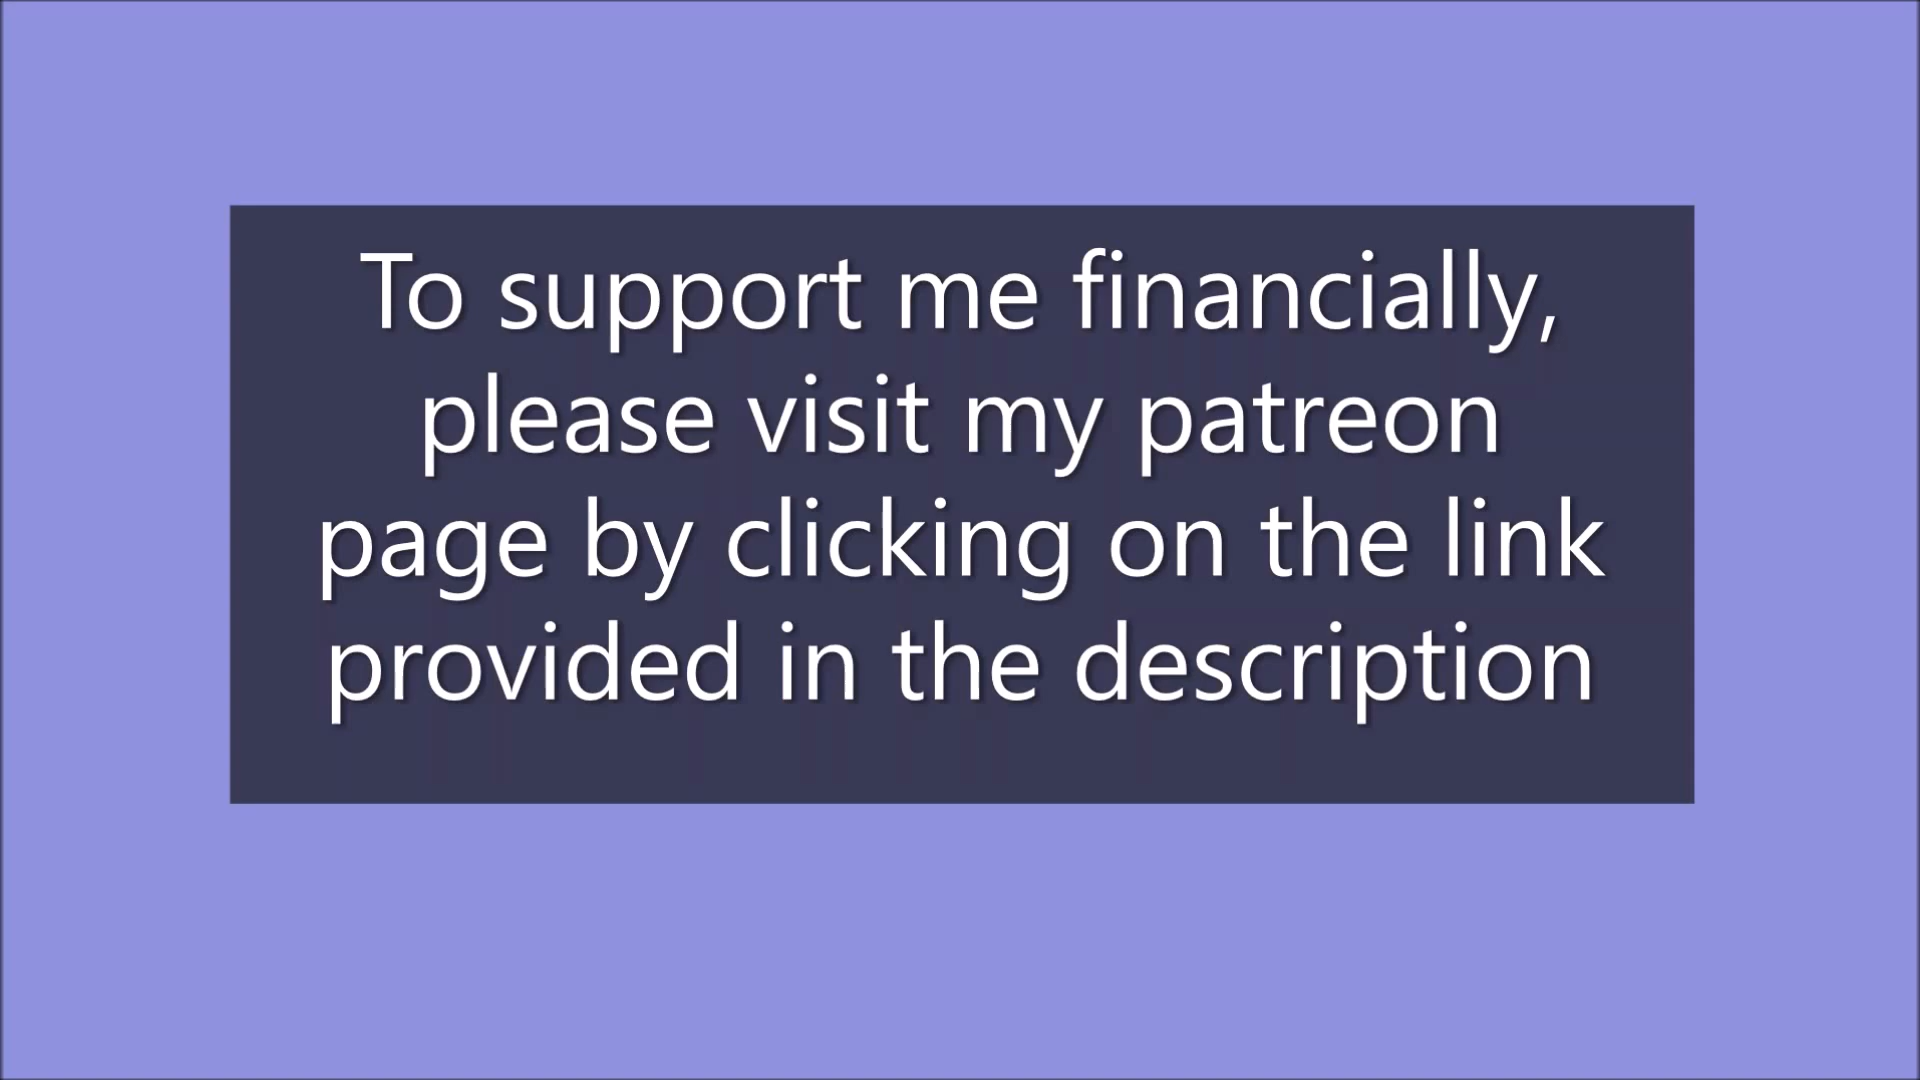 To support me financially,
please visit my patreon
page by clicking on the link
provided in the description